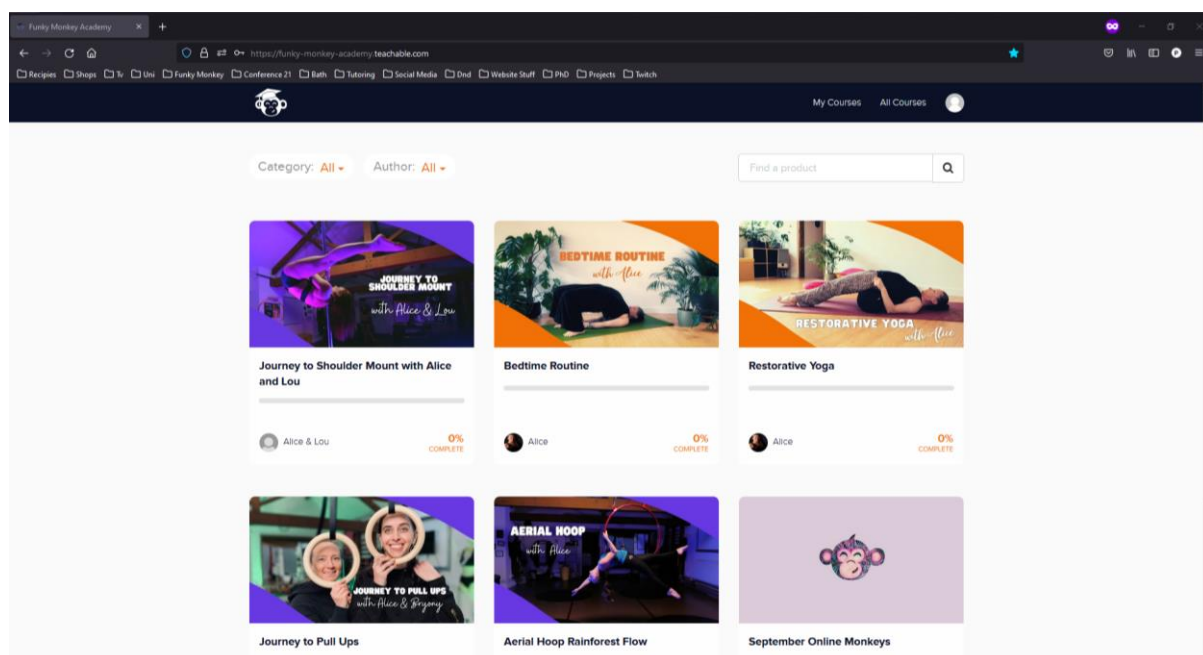 Funky Monkey Academy
https://funky-monkey-academy.teachable.com
Recipies Shops Tv Uni Funky Monkey Conference 21 Bath Tutoring Social Media Dnd Website Stuff PhD Projects Twitch
My Courses All Courses
Category: All Author: All Find a product
JOURNEY TO
SHOULDER MOUNT
with Alice & Lou
BEDTIME ROUTINE
with Alice
RESTORATIVE YOGA
with Alice
Journey to Shoulder Mount with Alice
and Lou
Bedtime Routine
Restorative Yoga
Alice & Lou 0%
COMPLETE
Alice 0%
COMPLETE
Alice 0%
COMPLETE
JOURNEY TO PULL UPS
with Alice & Bryony
AERIAL HOOP
with Alice
Journey to Pull Ups
Aerial Hoop Rainforest Flow
September Online Monkeys